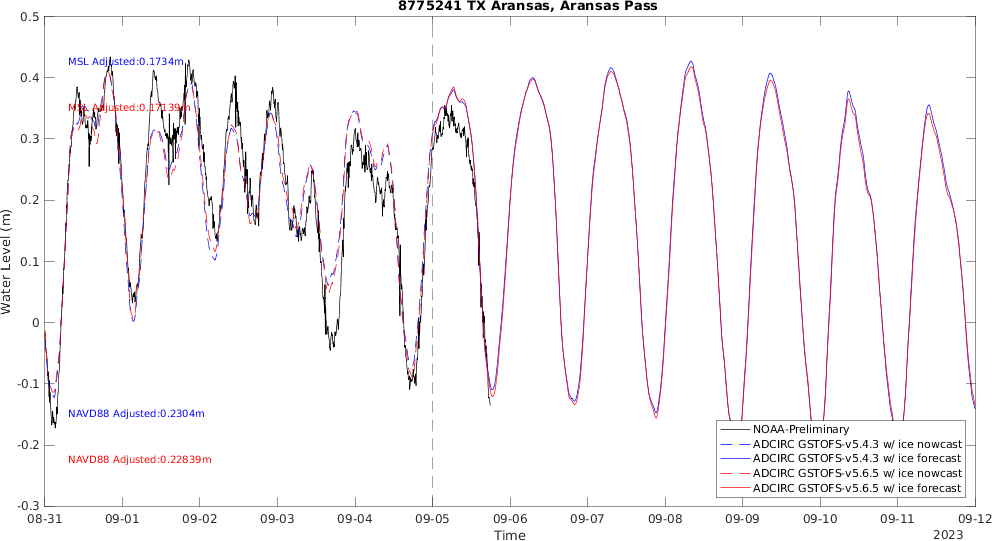 8775241 TX Aransas, Aransas Pass
0.5
0.4
0.3
0.2
0.1
0
-0.1
-0.2
-0.3
Water Level (m)
MSL Adjusted:0.1734m
MSL Adjusted:0.17139m
NAVD88 Adjusted:0.2304m
NAVD88 Adjusted:0.22839m
NOAA-Preliminary
ADCIRC GSTOFS-v5.4.3 w/ ice nowcast
ADCIRC GSTOFS-v5.4.3 w/ ice forecast
ADCIRC GSTOFS-v5.6.5 w/ ice nowcast
ADCIRC GSTOFS-v5.6.5 w/ ice forecast
08-31 09-01 09-02 09-03 09-04 09-05 09-06 09-07 09-08 09-09 09-10 09-11 09-12
Time
2023